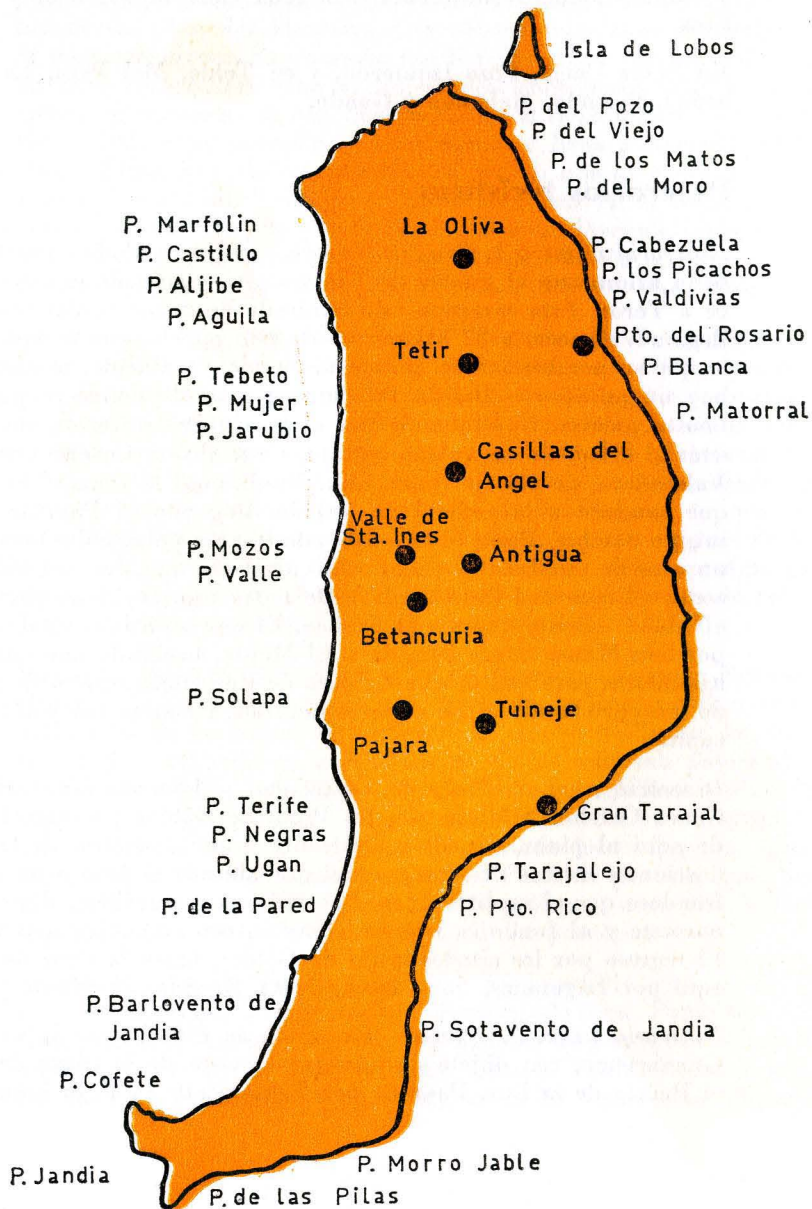 Isla de Lobos
P. del Pozo
P. del Viejo
P. de los Matos
P. del Moro
La Oliva
P. Marfolin
P. Castillo
P. Aljibe
P. Aguila
P. Cabezuela
P. los Picachos
P. Valdivias
Pto. del Rosario
Tetir
P. Blanca
P. Tebeto
P. Mujer
P. Jarubio
P. Matorral
Casillas del
Angel
Valle de
Sta. Ines
Antigua
P. Mozos
P. Valle
Betancuria
P. Solapa
Pajara
Tuineje
P. Terife
P. Negras
P. Ugan
Gran Tarajal
P. de la Pared
P. Tarajalejo
P. Pto. Rico
P. Barlovento de
Jandia
P. Sotavento de Jandia
P. Cofete
P. Jandia
P. Morro Jable
P. de las Pilas